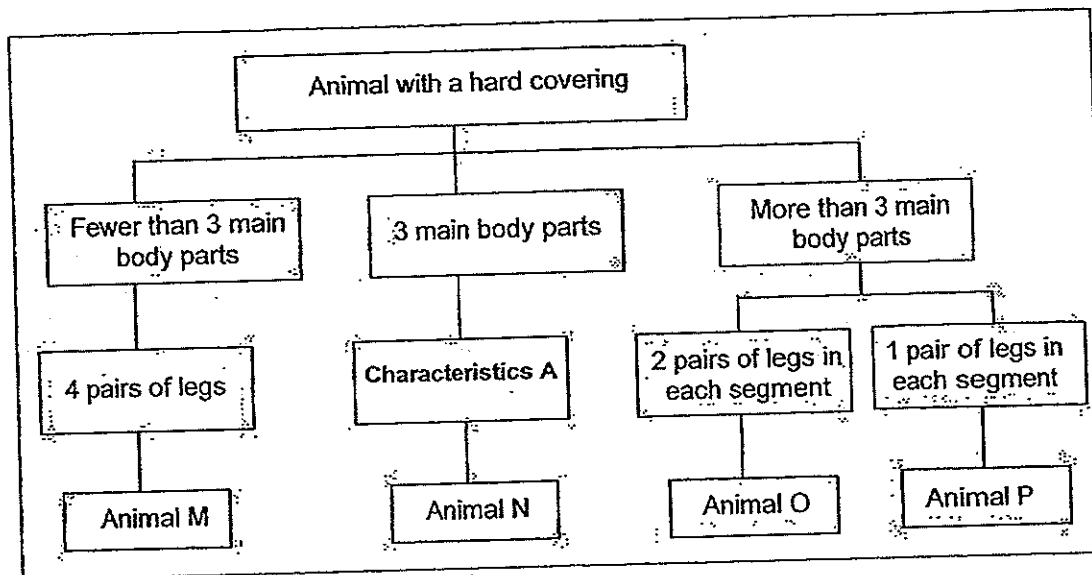 Animal with a hard covering
Fewer than 3 main
body parts
3 main body parts
More than 3 main
body parts
4 pairs of legs
Characteristics A
2 pairs of legs in
each segment
1 pair of legs in
each segment
Animal M
Animal N
Animal O
Animal P